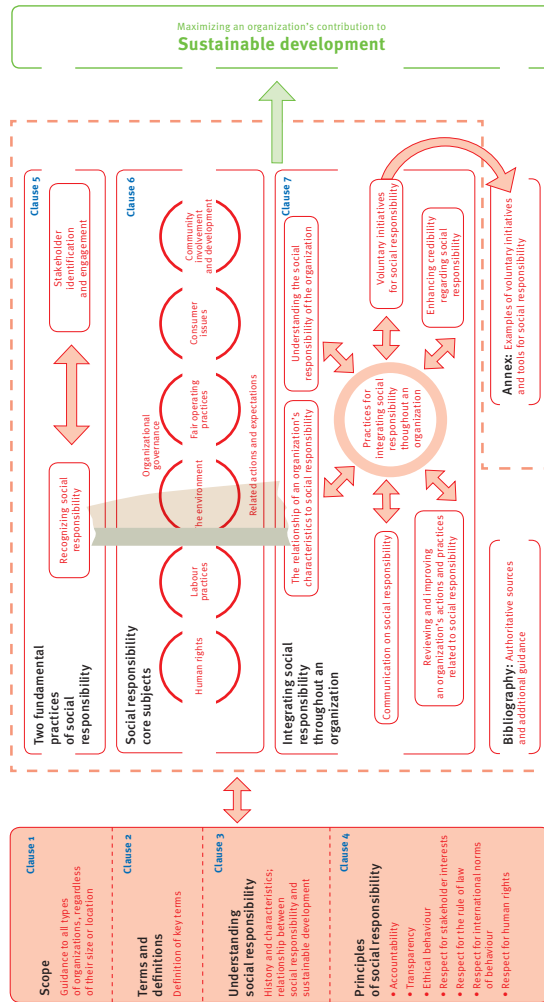 Scope
Clause 1
Guidance to all types
of organizations, regardless
of their size or location
Terms and
definitions
Clause 2
Definition of key terms
Understanding
social responsibility
Clause 3
History and characteristics;
relationship between
social responsibility and
sustainable development
Principles
of social responsibility
Clause 4
• Accountability
• Transparency
• Ethical behaviour
• Respect for stakeholder interests
• Respect for the rule of law
• Respect for international norms
of behaviour
• Respect for human rights
Two fundamental
practices
of social
responsibility
Clause 5
Recognizing social
responsibility
Stakeholder
identification
and engagement
Social responsibility
core subjects
Clause 6
Organizational
governance
Human rights
Labour
practices
he environment
Fair operating
practices
Consumer
issues
Community
involvement
and development
Related actions and expectations
Integrating social
responsibility
throughout an
organization
Clause 7
The relationship of an organization's
characteristics to social responsibility
Understanding the social
responsibility of the organization
Communication on social responsibility
Practices for
integrating social
responsibility
thoughout an
organization
Voluntary initiatives
for social responsibility
Reviewing and improving
an organization's actions and practices
related to social responsibility
Enhancing credibility
regarding social
responsibility
Bibliography: Authoritative sources
and additional guidance
Annex: Examples of voluntary initiatives
and tools for social responsibility
Maximizing an organization's contribution to
Sustainable development